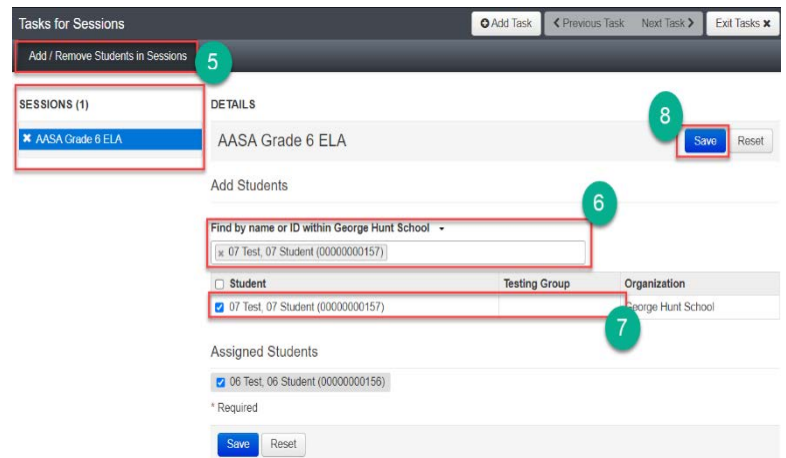 Tasks for Sessions
Add Task
Previous Task
Next Task
Exit Tasks ×
Add / Remove Students in Sessions
5
SESSIONS (1)
DETAILS
8
× AASA Grade 6 ELA
AASA Grade 6 ELA
Save
Reset
Add Students
6
Find by name or ID within George Hunt School
× 07 Test, 07 Student (00000000157)
Student
Testing Group
Organization
07 Test, 07 Student (00000000157)
George Hunt School
7
Assigned Students
06 Test, 06 Student (00000000156)
* Required
Save
Reset